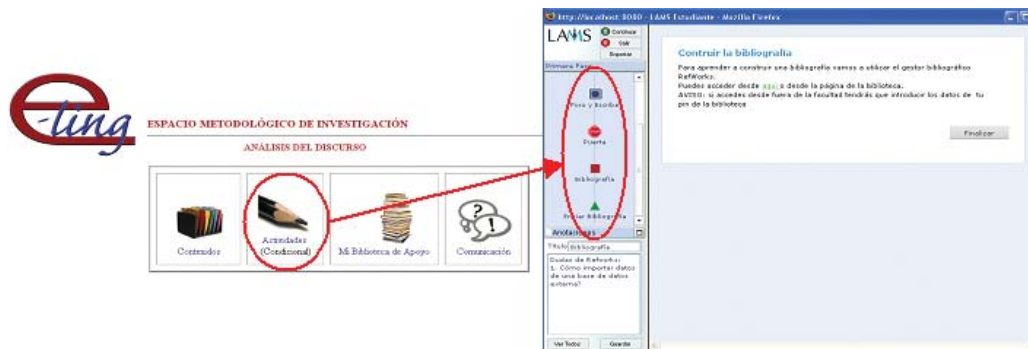 e-ling
ESPACIO METODOLÓGICO DE INVESTIGACIÓN
ANÁLISIS DEL DISCURSO
Contenidos
Actividades
(Condicional)
Mi Biblioteca de Apoyo
Comunicación
http://localhost:8080 - LAMS Estudiante - Mozilla Firefox
LAMS
Continuar
Salir
Exportar
Primera Fase
Foro y Escriba
Puerta
Bibliografía
Enviar Bibliografía
Anotaciones
Título Bibliografía
Dudas de Refworks:
1. Cómo importar datos
de una base de datos
externa?
Ver Todos
Guardar
Contruir la bibliografía
Para aprender a construir una bibliografía vamos a utilizar el gestor bibliográfico
RefWorks.
Puedes acceder desde aquí o desde la página de la biblioteca.
AVISO: si accedes desde fuera de la facultad tendrás que introducir los datos de tu
pin de la biblioteca
Finalizar